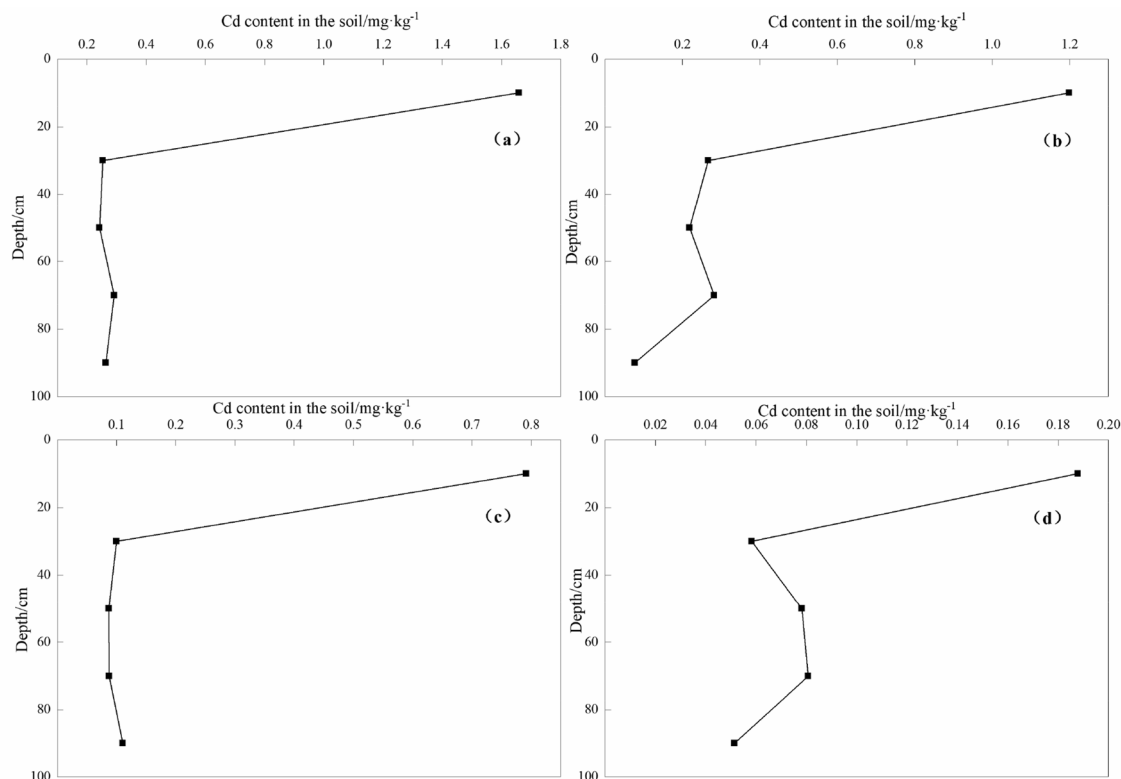 Cd content in the soil/mg·kg⁻¹
0.2 0.4 0.6 0.8 1.0 1.2 1.4 1.6 1.8
0
20
40
60
80
100
Depth/cm
（a）
Cd content in the soil/mg·kg⁻¹
0.2 0.4 0.6 0.8 1.0 1.2
0
20
40
60
80
100
Depth/cm
（b）
Cd content in the soil/mg·kg⁻¹
0.1 0.2 0.3 0.4 0.5 0.6 0.7 0.8
0
20
40
60
80
100
Depth/cm
（c）
Cd content in the soil/mg·kg⁻¹
0.02 0.04 0.06 0.08 0.10 0.12 0.14 0.16 0.18 0.20
0
20
40
60
80
100
Depth/cm
（d）